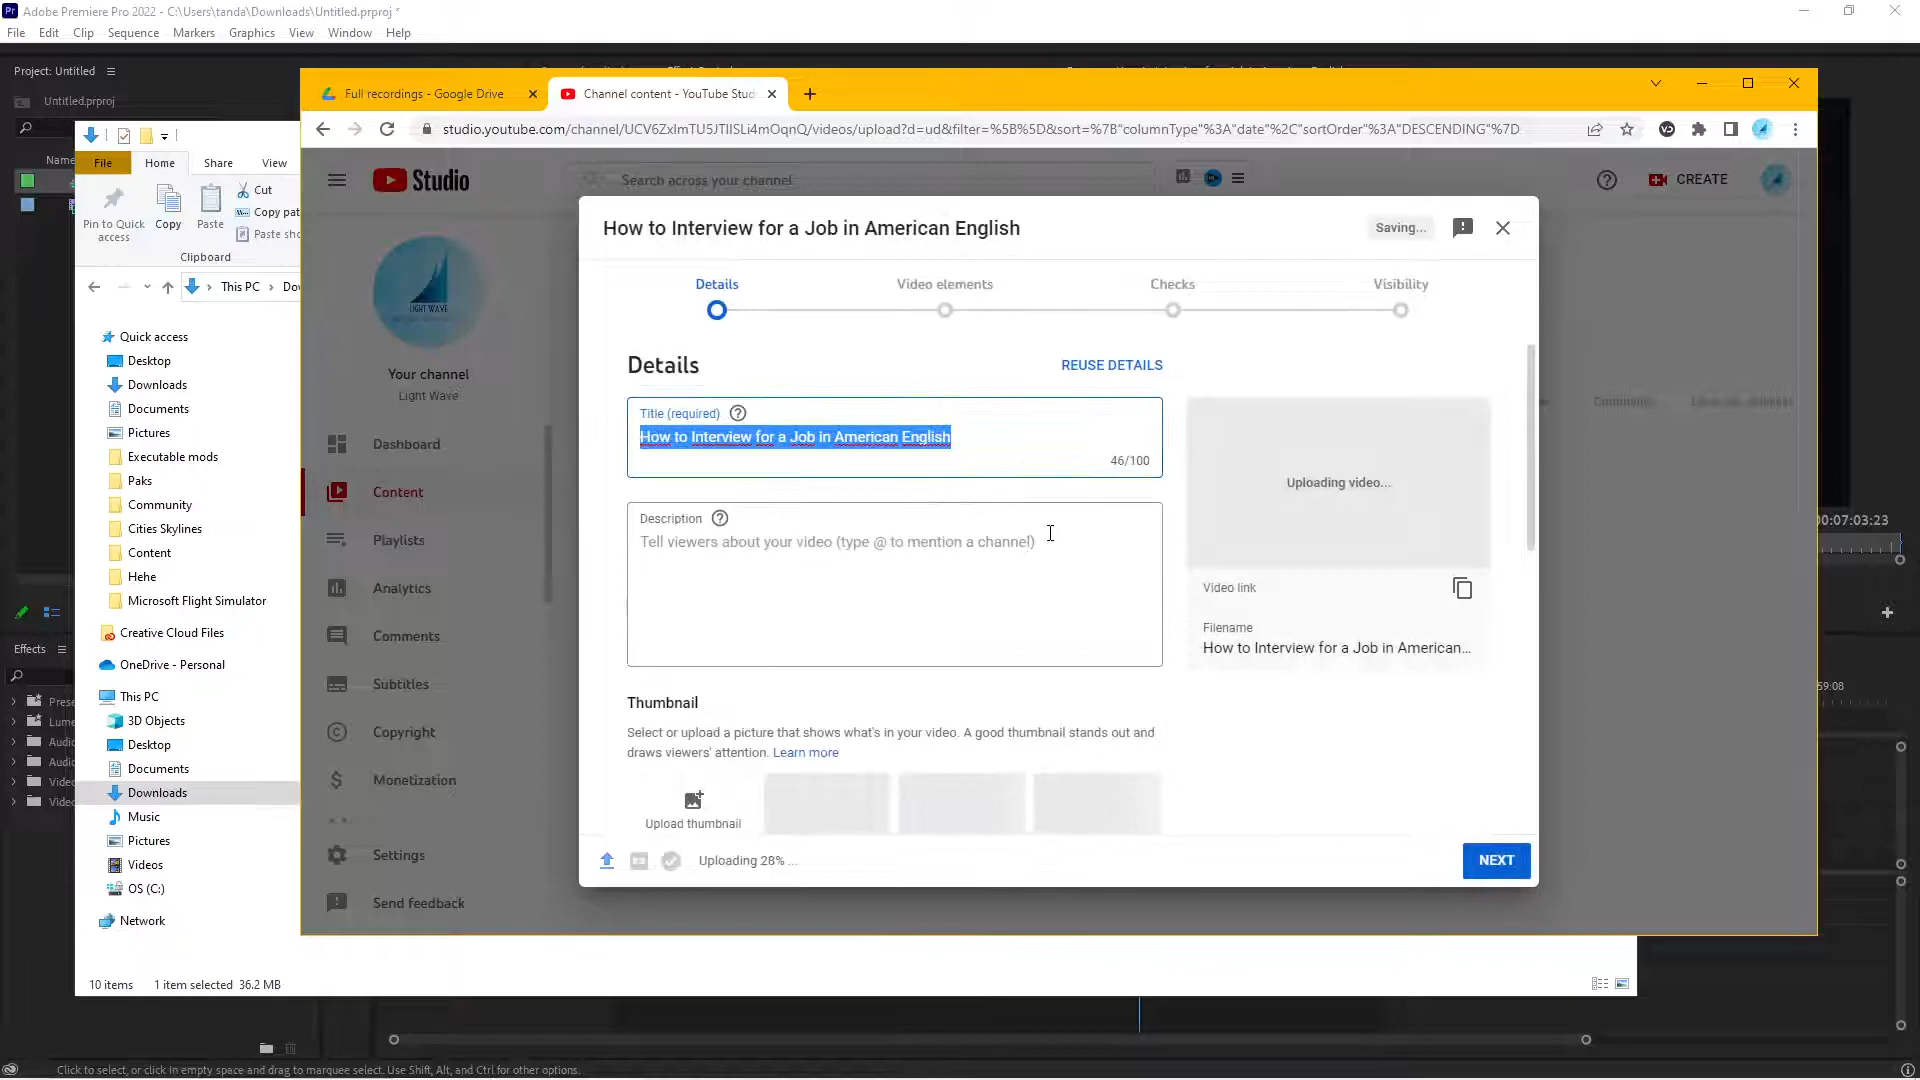 Adobe Premiere Pro 2022 - C:\Users\tanda\Downloads\Untitled.prproj *
File Edit Clip Sequence Markers Graphics View Window Help
Project: Untitled
Untitled.prproj
Name
Effects
File Home Share View
Pin to Quick access
Copy
Paste
Cut
Copy pat
Paste sho
Clipboard
This PC
Quick access
Desktop
Downloads
Documents
Pictures
Executable mods
Paks
Community
Cities Skylines
Content
Hehe
Microsoft Flight Simulator
Creative Cloud Files
OneDrive - Personal
This PC
3D Objects
Desktop
Documents
Downloads
Music
Pictures
Videos
OS (C:)
Network
10 items 1 item selected 36.2 MB
Full recordings - Google Drive
Channel content - YouTube Stud
studio.youtube.com/channel/UCV6ZxImTU5JTIISLi4mOqnQ/videos/upload?d=ud&filter=%5B%5D&sort=%7B"columnType"%3A"date"%2C"sortOrder"%3A"DESCENDING"%7D
Studio
Search across your channel
CREATE
LIGHT WAVE
Your channel
Light Wave
Dashboard
Content
Playlists
Analytics
Comments
Subtitles
Copyright
Monetization
Settings
Send feedback
How to Interview for a Job in American English
Saving...
Details Video elements Checks Visibility
Details
REUSE DETAILS
Title (required)
How to Interview for a Job in American English
46/100
Description
Tell viewers about your video (type @ to mention a channel)
Uploading video...
Video link
Filename
How to Interview for a Job in American...
Thumbnail
Select or upload a picture that shows what's in your video. A good thumbnail stands out and
draws viewers' attention. Learn more
Upload thumbnail
Uploading 28% ...
NEXT
00:07:03:23
59:08
Click to select, or click in empty space and drag to marquee select. Use Shift, Alt, and Ctrl for other options.